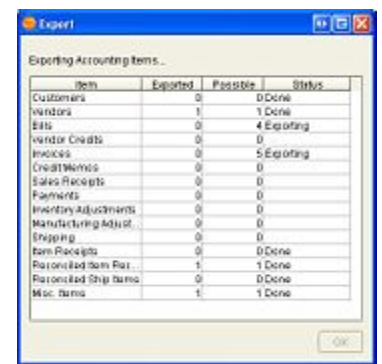 Export
Exporting Accounting Items...
Item Exported Possible Status
Customers 0 0 Done
Vendors 1 1 Done
Bills 0 4 Exporting
Vendor Credits 0 0
Invoices 0 5 Exporting
Credit Memos 0 0
Sales Receipts 0 0
Payments 0 0
Inventory Adjustments 0 0
Manufacturing Adjust... 0 0
Shipping 0 0
Item Receipts 0 0 Done
Reconciled Item Rec... 1 1 Done
Reconciled Ship Items 0 0 Done
Misc. Items 1 1 Done
OK